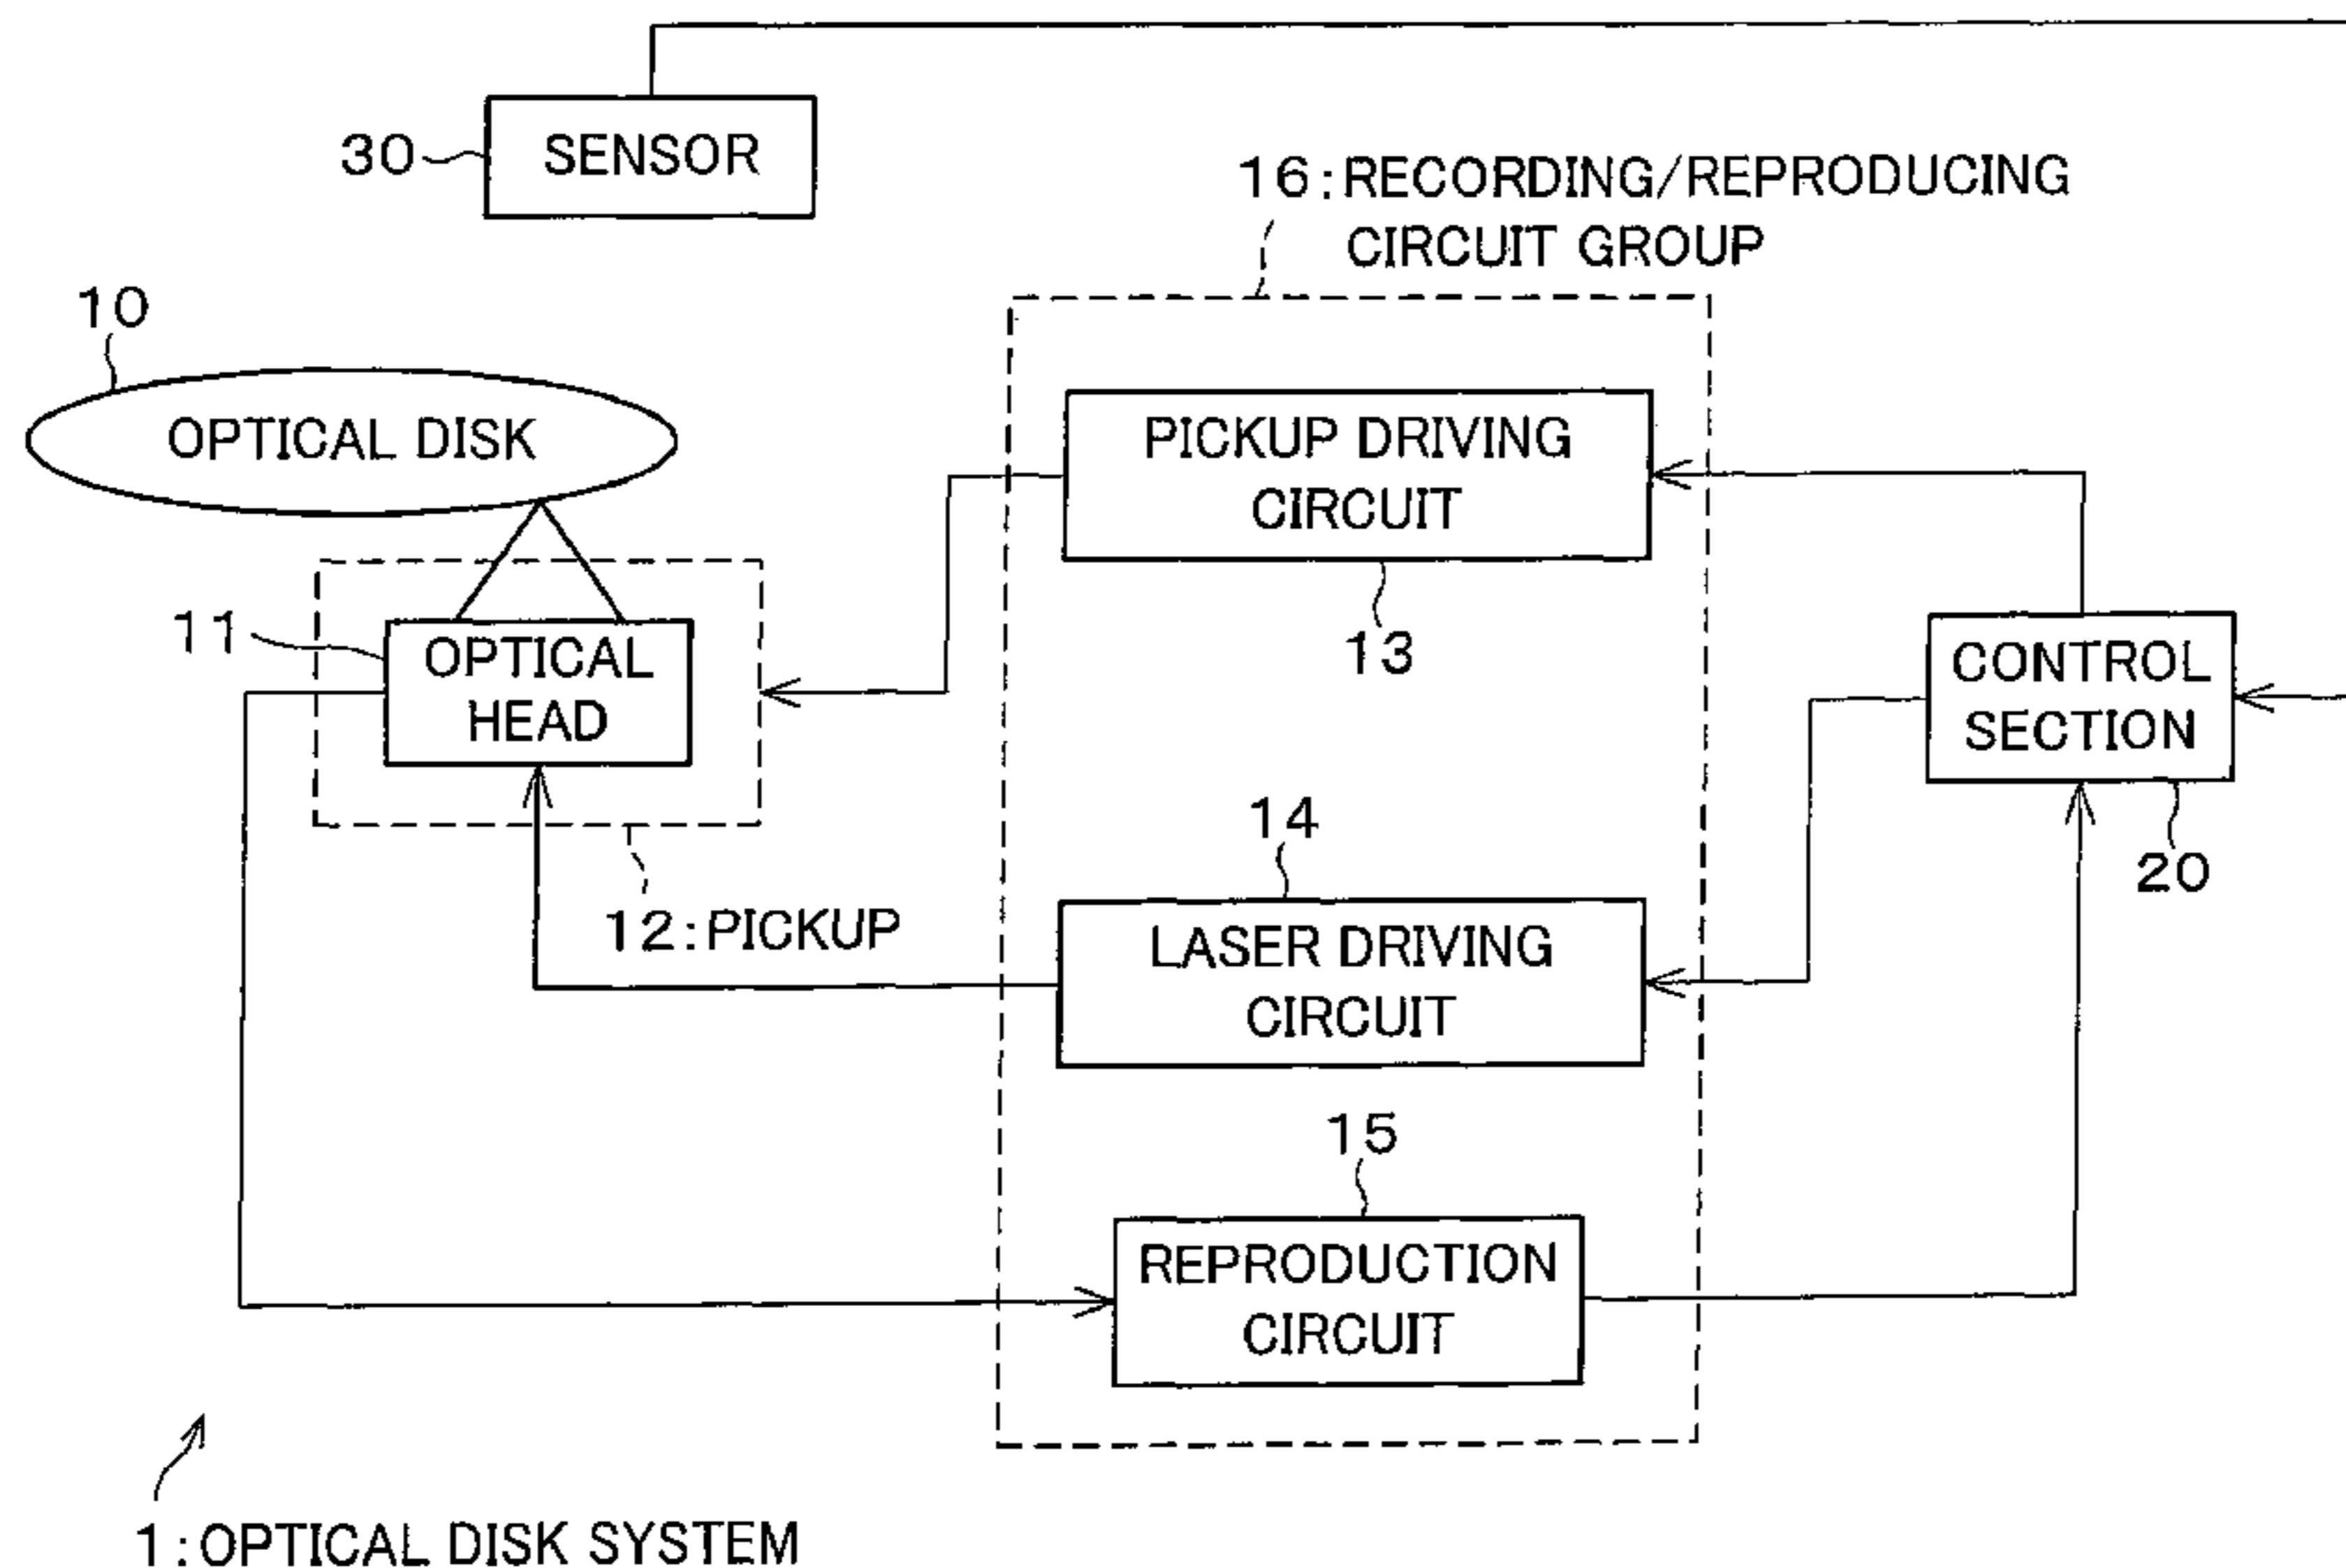 30
SENSOR
16:RECORDING/REPRODUCING
CIRCUIT GROUP
10
OPTICAL DISK
PICKUP DRIVING
CIRCUIT
13
11
OPTICAL
HEAD
CONTROL
SECTION
20
12:PICKUP
14
LASER DRIVING
CIRCUIT
15
REPRODUCTION
CIRCUIT
1:OPTICAL DISK SYSTEM